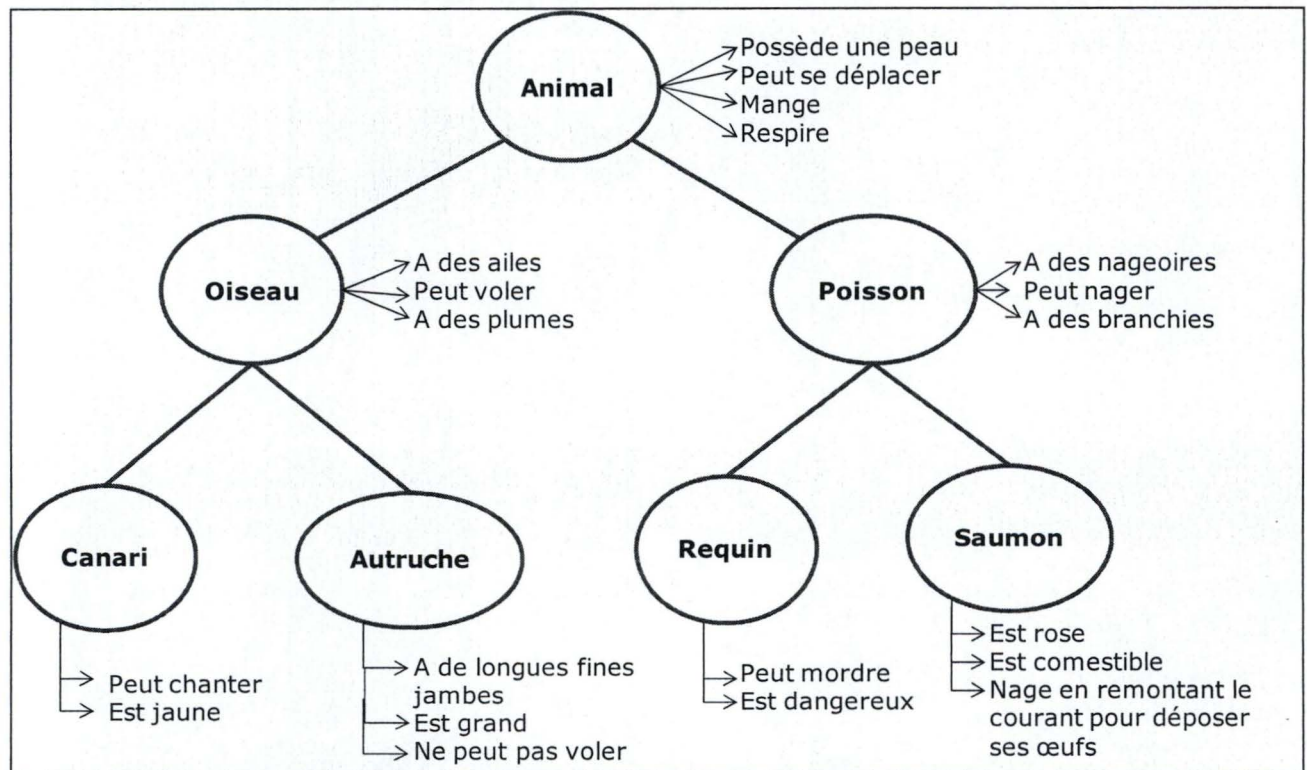 Animal
Possède une peau
Peut se déplacer
Mange
Respire
Oiseau
A des ailes
Peut voler
A des plumes
Poisson
A des nageoires
Peut nager
A des branchies
Canari
Peut chanter
Est jaune
Autruche
A de longues fines
jambes
Est grand
Ne peut pas voler
Requin
Peut mordre
Est dangereux
Saumon
Est rose
Est comestible
Nage en remontant le
courant pour déposer
ses œufs